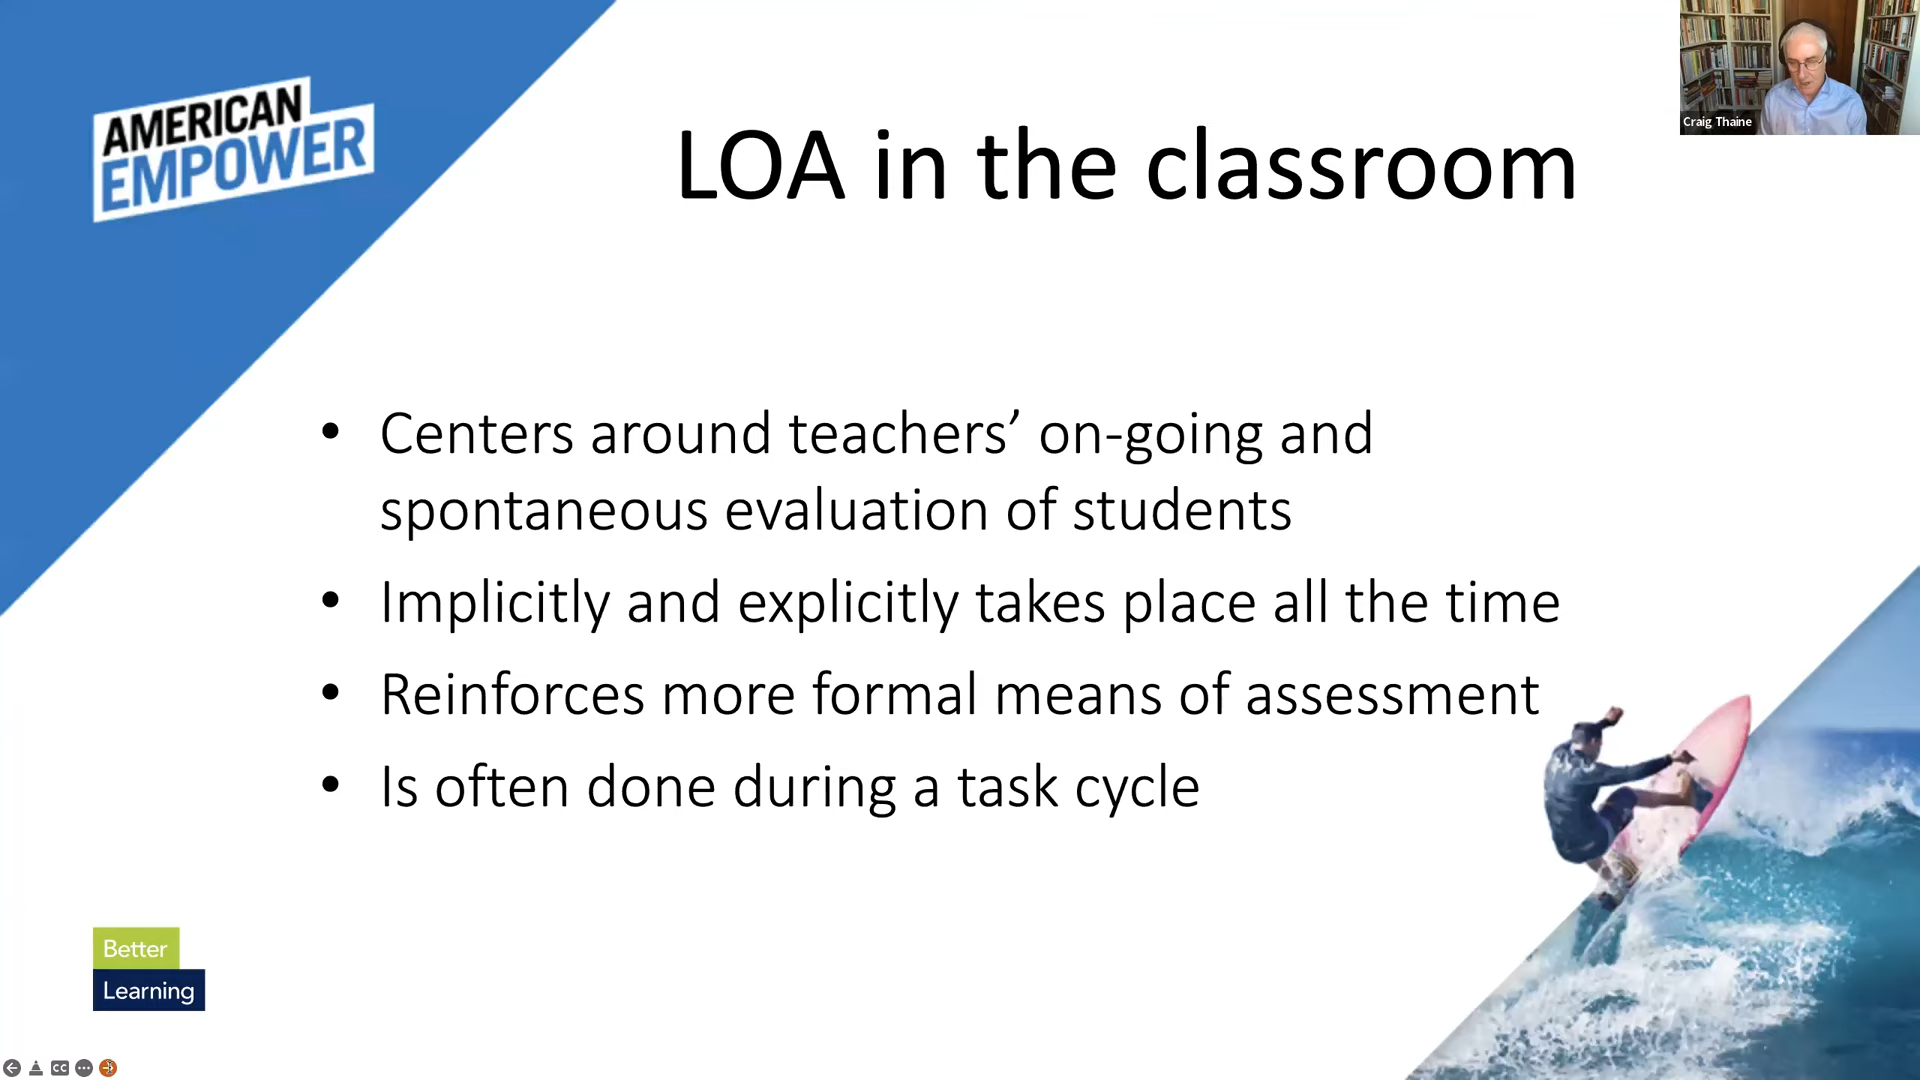 AMERICAN
EMPOWER
Craig Thaine
LOA in the classroom
• Centers around teachers’ on-going and
spontaneous evaluation of students
• Implicitly and explicitly takes place all the time
• Reinforces more formal means of assessment
• Is often done during a task cycle
Better
Learning
CC